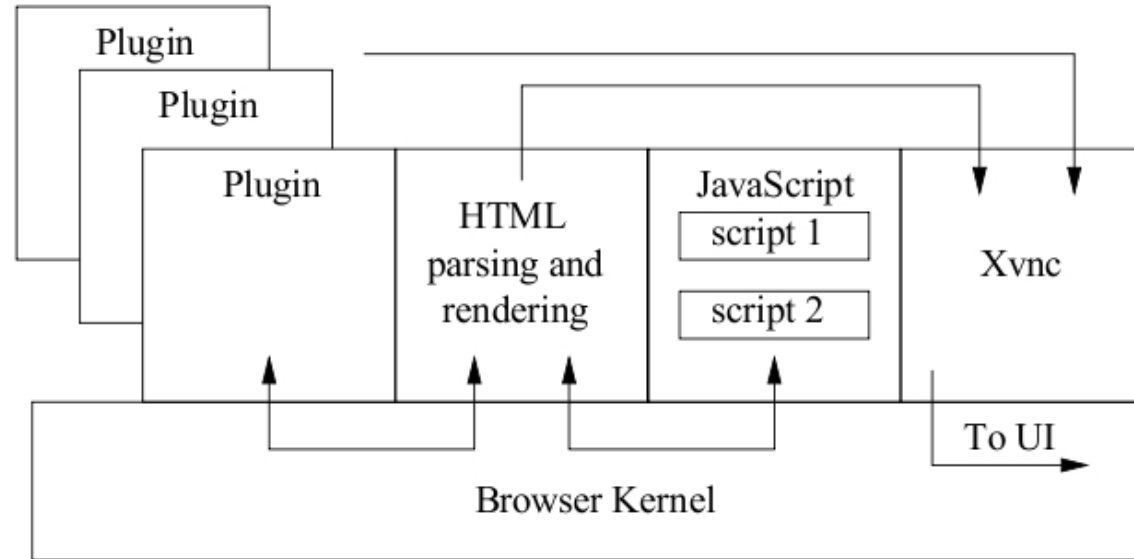 Plugin
Plugin
Plugin
HTML
parsing and
rendering
JavaScript
script 1
script 2
Xvnc
To UI
Browser Kernel